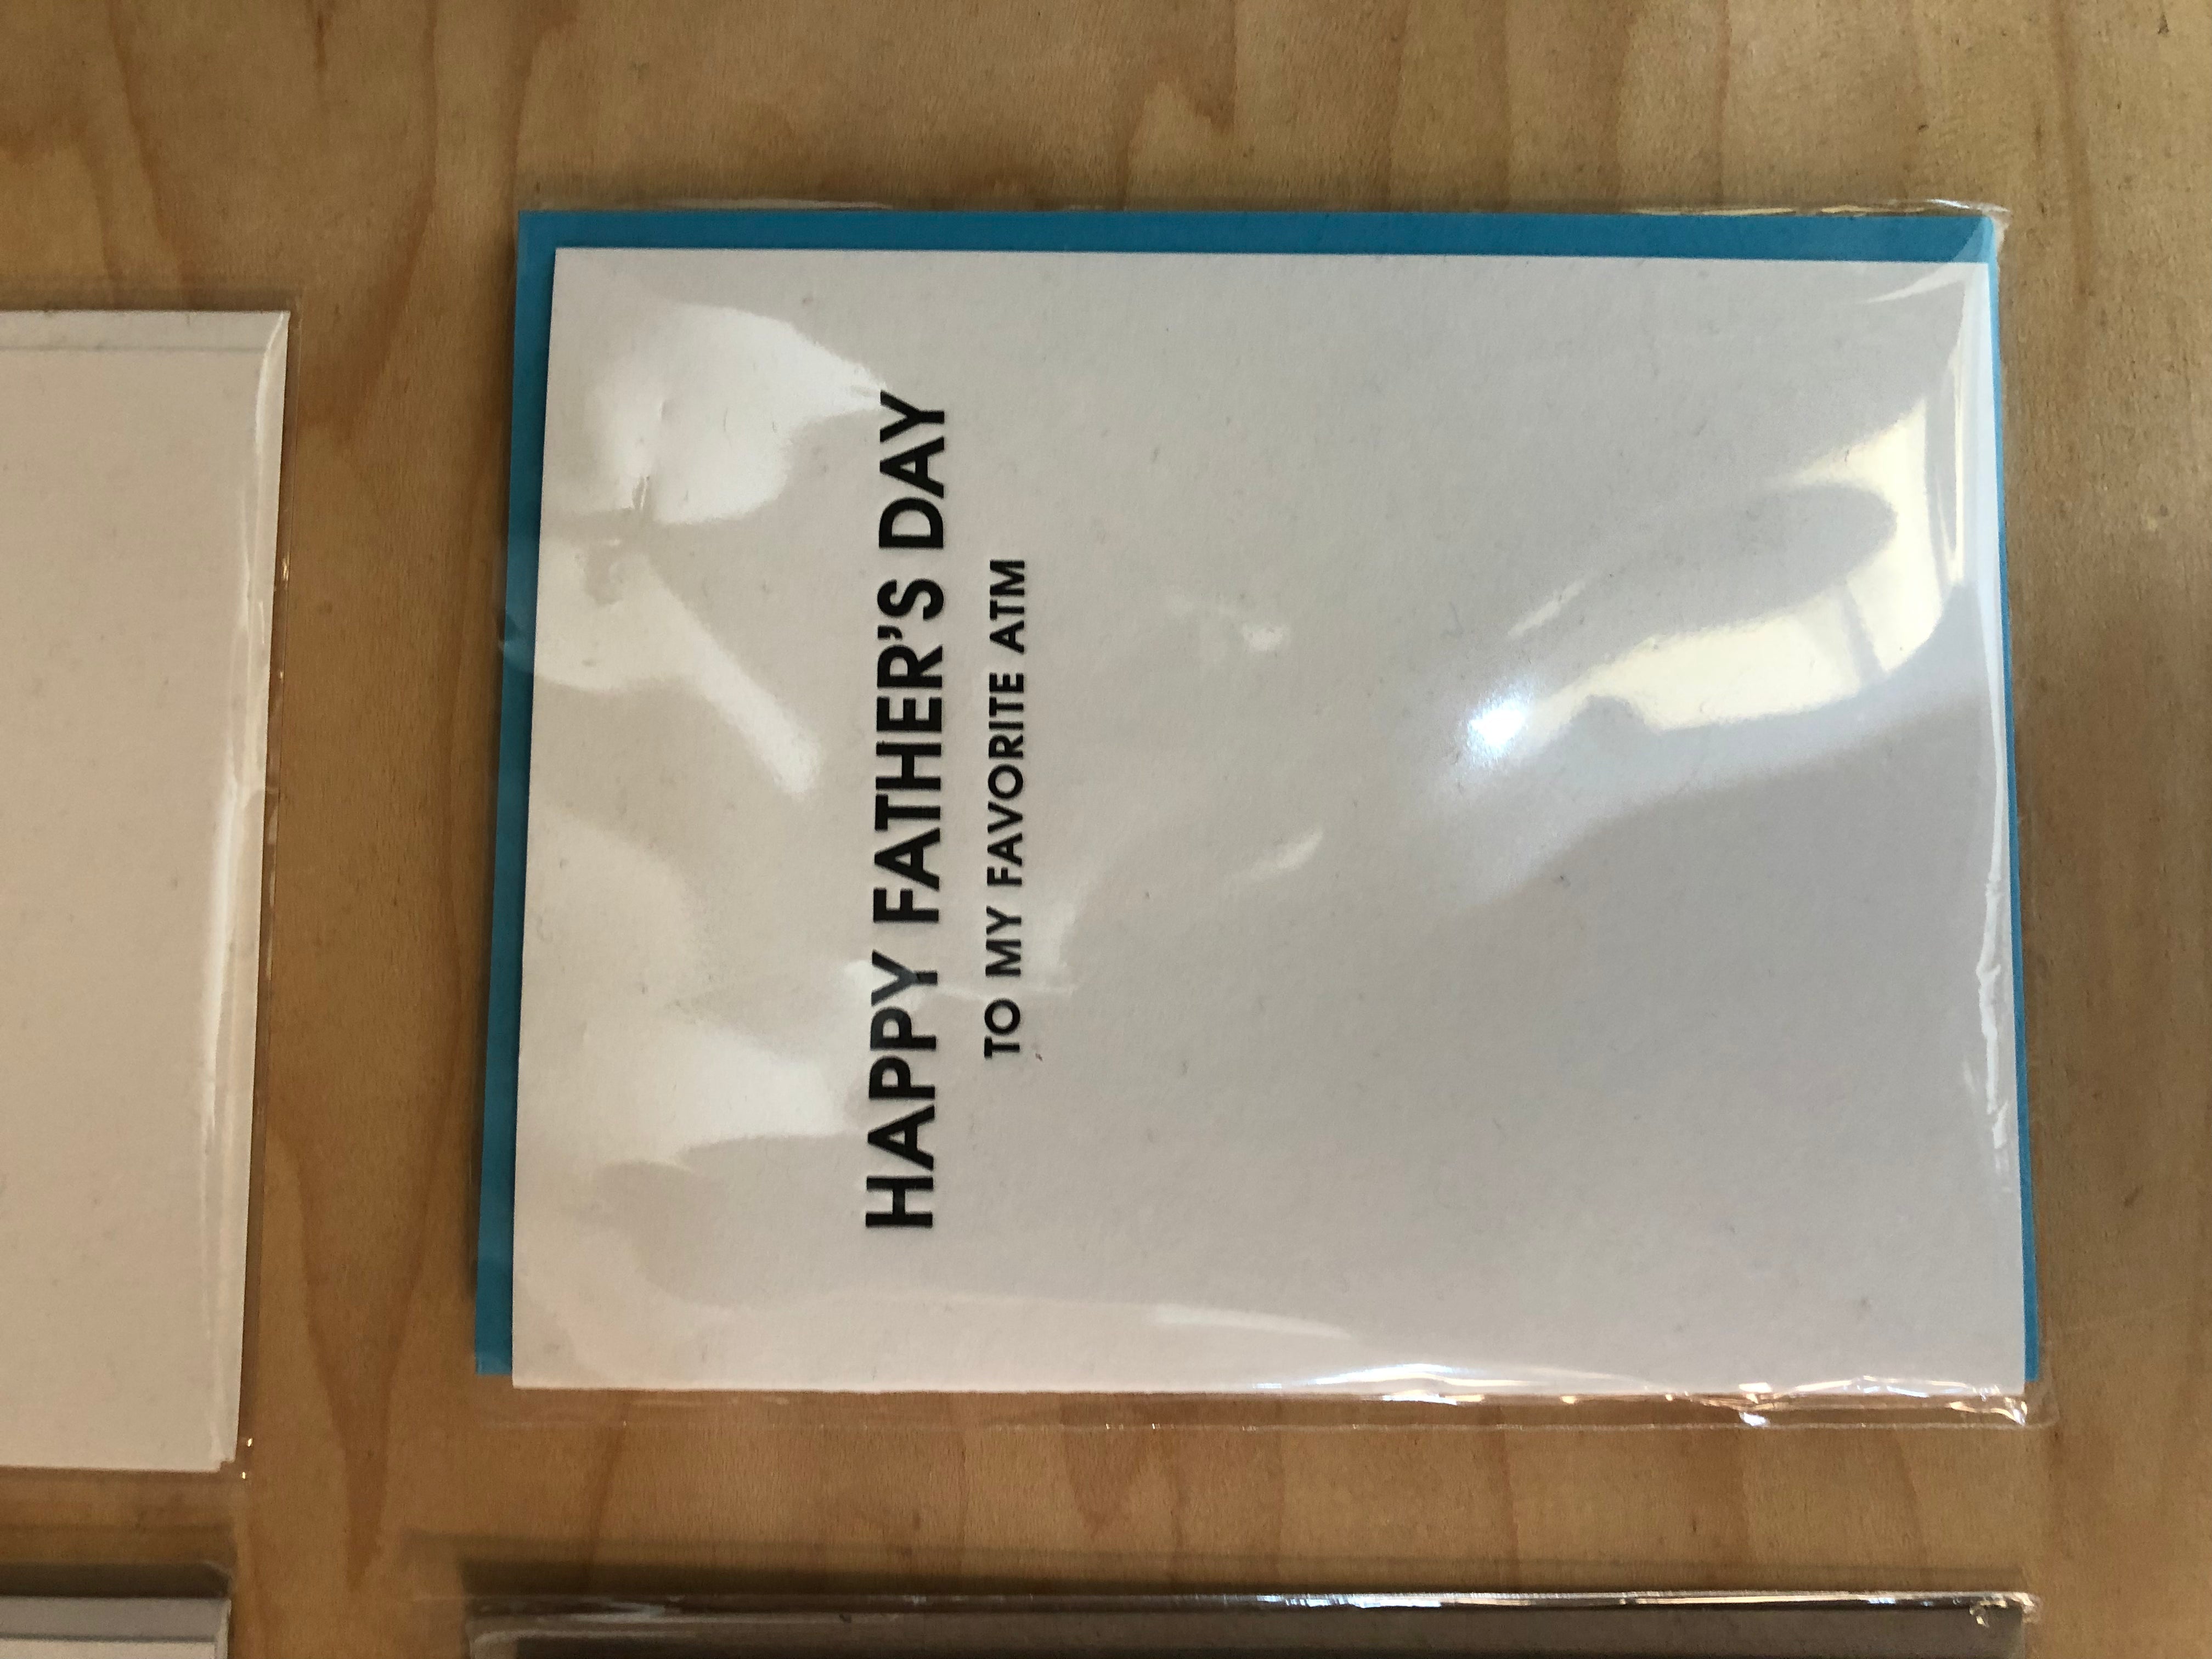 HAPPY FATHER'S DAY
TO MY FAVORITE ATM